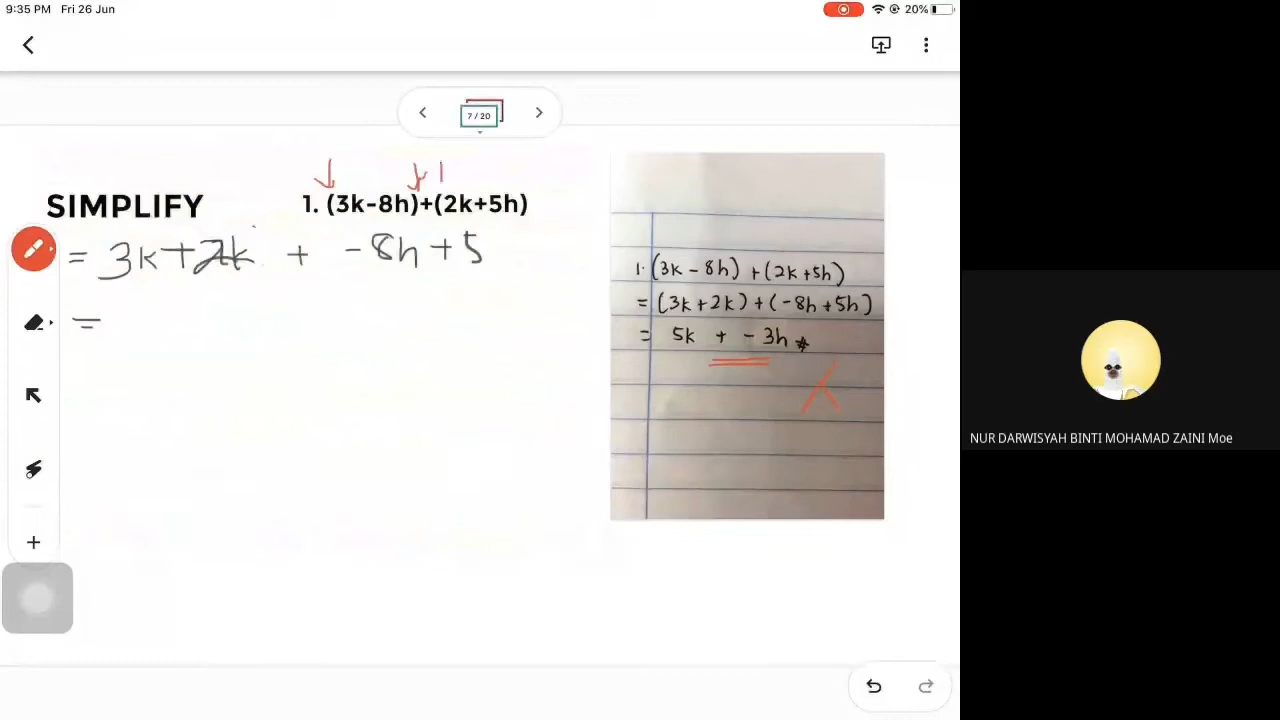 9:35 PM Fri 26 Jun
20%
7 / 20
SIMPLIFY
1. (3k-8h)+(2k+5h)
= 3k+2k + -8h+5
=
1. (3k - 8h) + (2k + 5h)
= (3k + 2k) + (-8h + 5h)
= 5k + - 3h
NUR DARWISYAH BINTI MOHAMAD ZAINI Moe